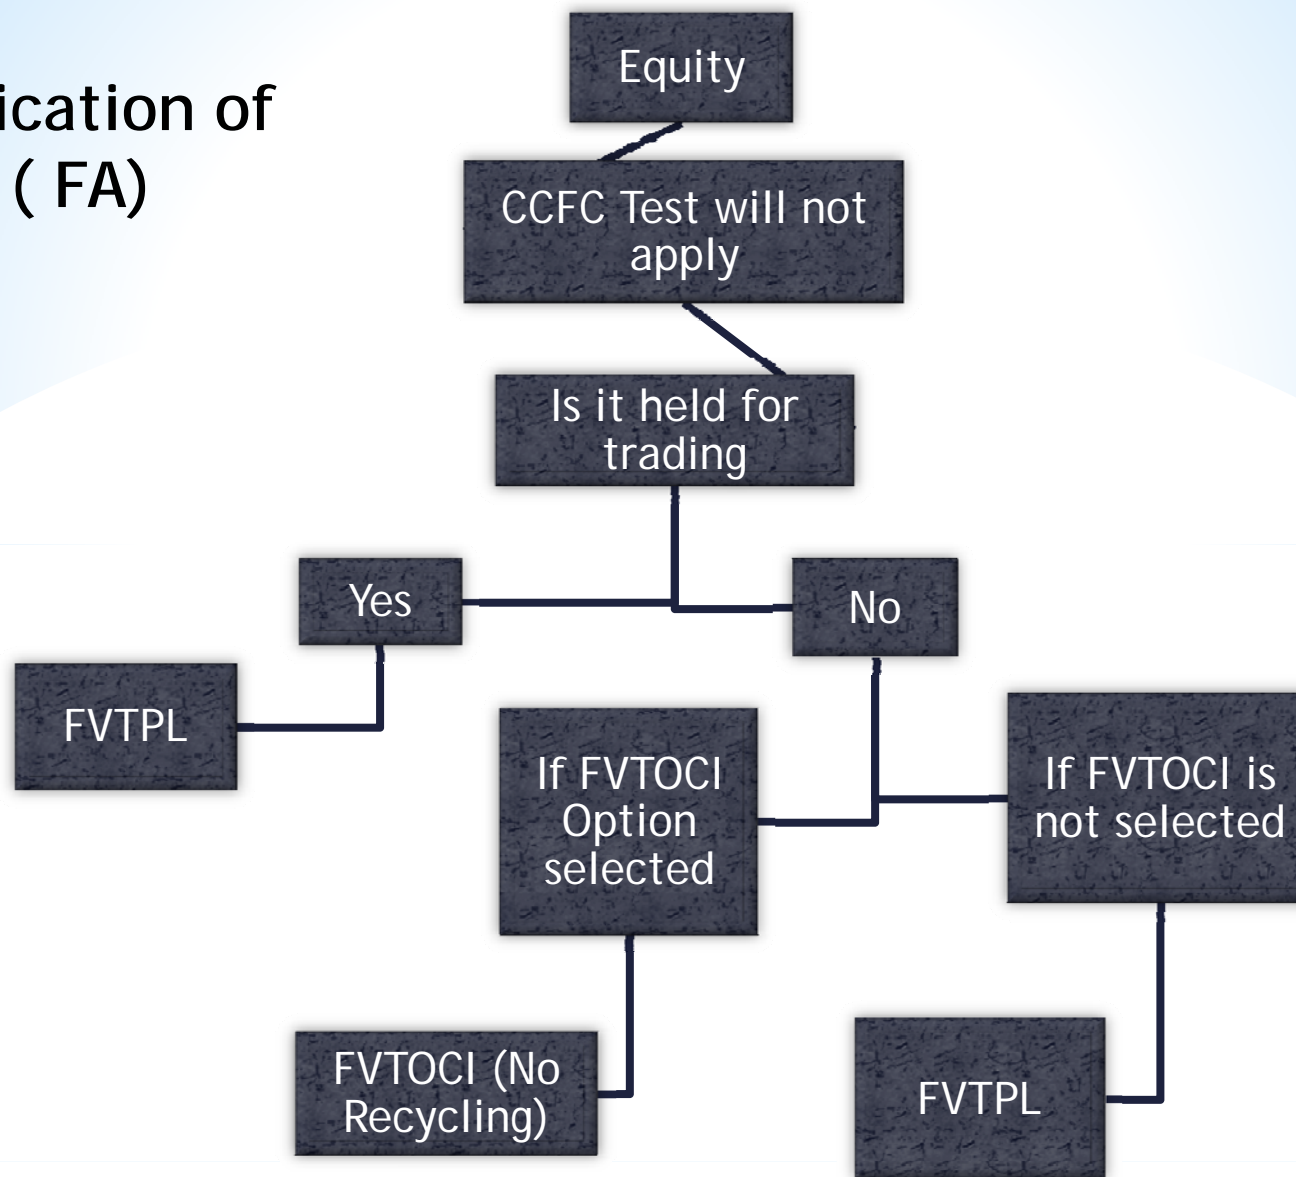 ication of
( FA)
Equity
CCFC Test will not
apply
Is it held for
trading
Yes
No
FVTPL
If FVTOCI
Option
selected
If FVTOCI is
not selected
FVTOCI (No
Recycling)
FVTPL